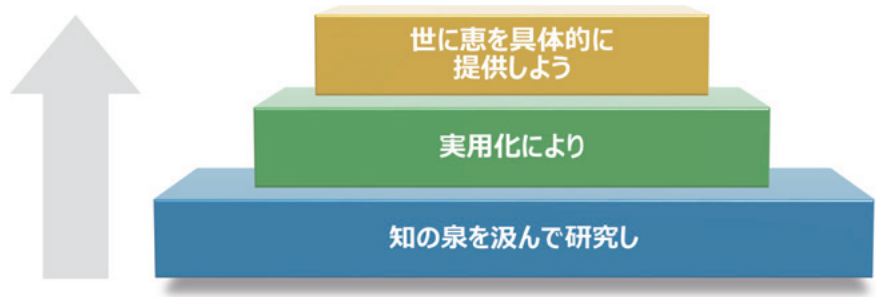 世に恵を具体的に
提供しよう
実用化により
知の泉を汲んで研究し